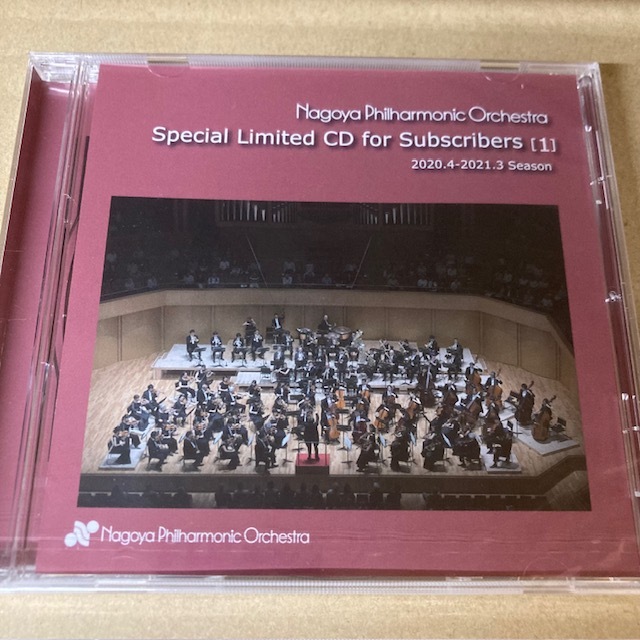 Nagoya Philharmonic Orchestra
Special Limited CD for Subscribers [1]
2020.4-2021.3 Season
Nagoya Philharmonic Orchestra